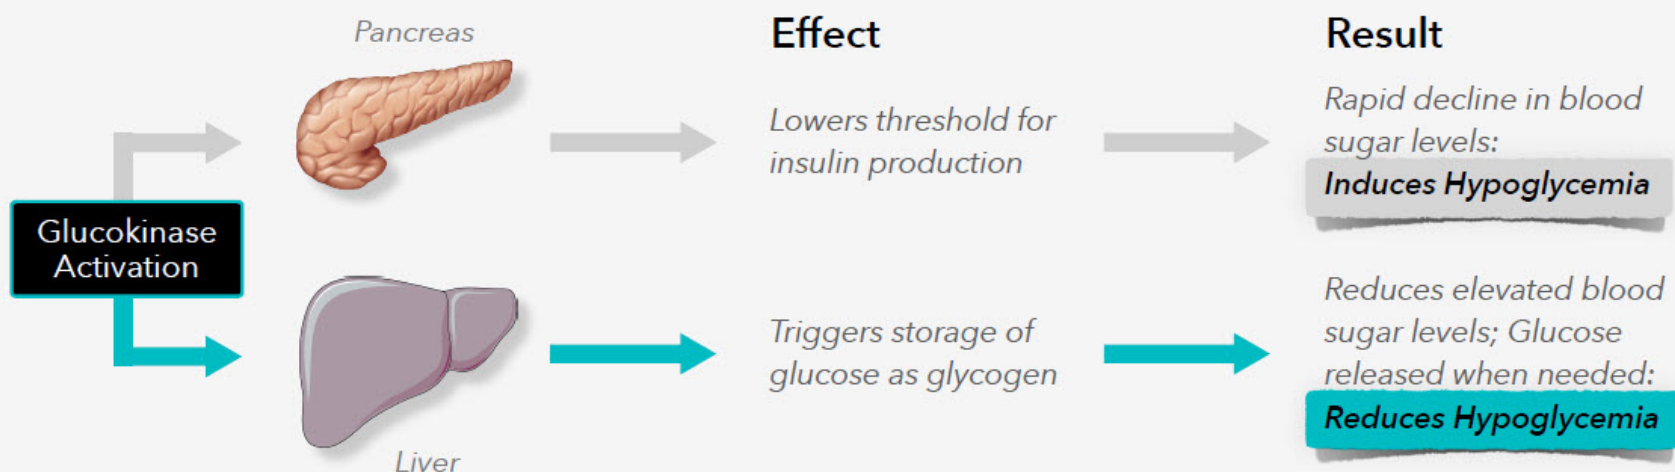 Pancreas
Effect
Result
Glucokinase
Activation
Lowers threshold for
insulin production
Rapid decline in blood
sugar levels:
Induces Hypoglycemia
Liver
Triggers storage of
glucose as glycogen
Reduces elevated blood
sugar levels; Glucose
released when needed:
Reduces Hypoglycemia